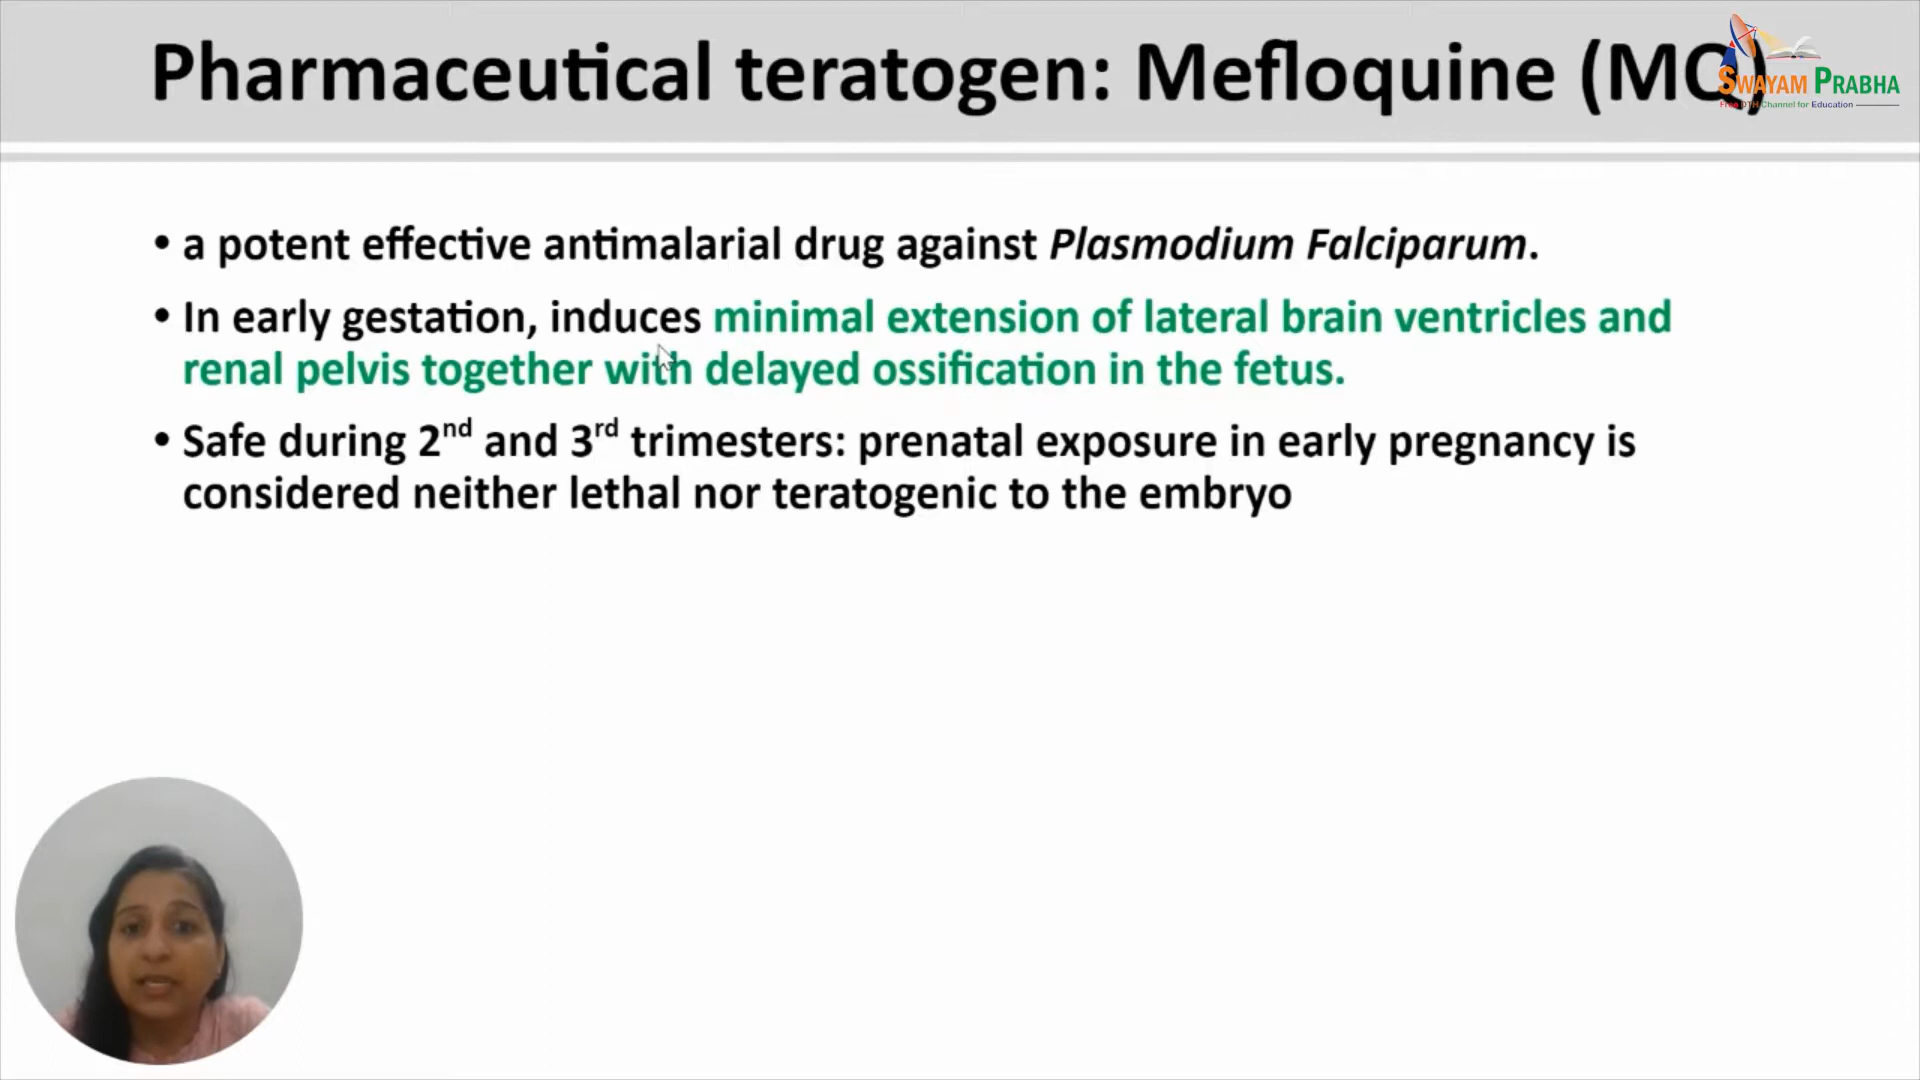 Pharmaceutical teratogen: Mefloquine (MQ)
SWAYAM PRABHA
Free DTH Channel for Education
• a potent effective antimalarial drug against Plasmodium Falciparum.
• In early gestation, induces minimal extension of lateral brain ventricles and
renal pelvis together with delayed ossification in the fetus.
• Safe during 2nd and 3rd trimesters: prenatal exposure in early pregnancy is
considered neither lethal nor teratogenic to the embryo